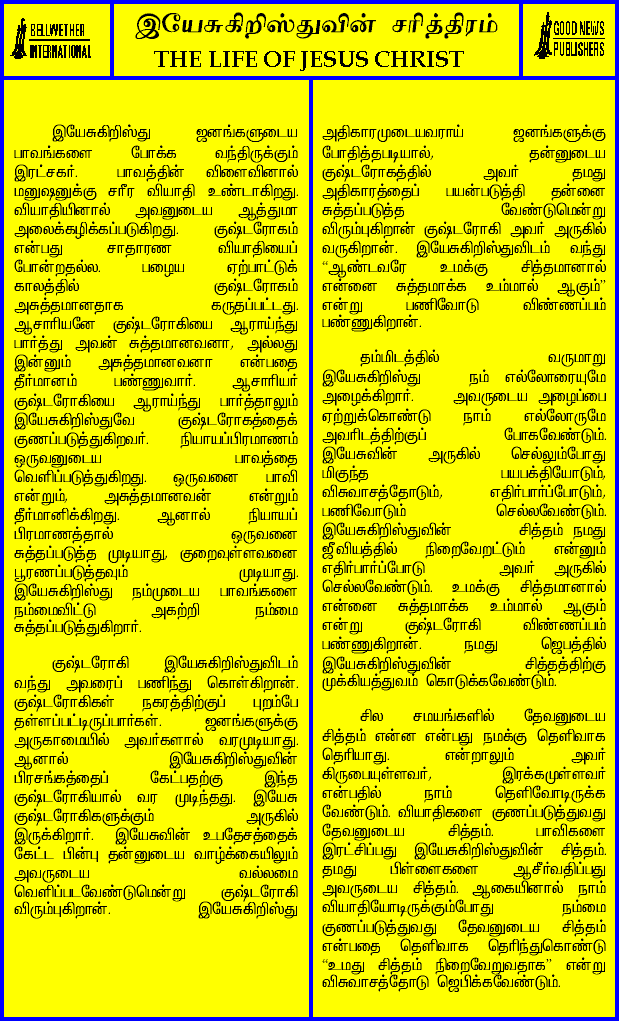 BELLWETHER
INTERNATIONAL
இயேசுகிறிஸ்துவின் சரித்திரம்
THE LIFE OF JESUS CHRIST
GOOD NEWS
PUBLISHERS
இயேசுகிறிஸ்து ஜனங்களுடைய
பாவங்களை போக்க வந்திருக்கும்
இரட்சகர். பாவத்தின் விளைவினால்
மனுஷனுக்கு சரீர வியாதி உண்டாகிறது.
வியாதியினால் அவனுடைய ஆத்துமா
அலைக்கழிக்கப்படுகிறது. குஷ்டரோகம்
என்பது சாதாரண வியாதியைப்
போன்றதல்ல. பழைய ஏற்பாட்டுக்
காலத்தில் குஷ்டரோகம்
அசுத்தமானதாக கருதப்பட்டது.
ஆசாரியனே குஷ்டரோகியை ஆராய்ந்து
பார்த்து அவன் சுத்தமானவனா, அல்லது
இன்னும் அசுத்தமானவனா என்பதை
தீர்மானம் பண்ணுவார். ஆசாரியர்
குஷ்டரோகியை ஆராய்ந்து பார்த்தாலும்
இயேசுகிறிஸ்துவே குஷ்டரோகத்தைக்
குணப்படுத்துகிறவர். நியாயப்பிரமாணம்
ஒருவனுடைய பாவத்தை
வெளிப்படுத்துகிறது. ஒருவனை பாவி
என்றும், அசுத்தமானவன் என்றும்
தீர்மானிக்கிறது. ஆனால் நியாயப்
பிரமாணத்தால் ஒருவனை
சுத்தப்படுத்த முடியாது, குறைவுள்ளவனை
பூரணப்படுத்தவும் முடியாது.
இயேசுகிறிஸ்து நம்முடைய பாவங்களை
நம்மைவிட்டு அகற்றி நம்மை
சுத்தப்படுத்துகிறார்.
குஷ்டரோகி இயேசுகிறிஸ்துவிடம்
வந்து அவரைப் பணிந்து கொள்கிறான்.
குஷ்டரோகிகள் நகரத்திற்குப் புறம்பே
தள்ளப்பட்டிருப்பார்கள். ஜனங்களுக்கு
அருகாமையில் அவர்களால் வரமுடியாது.
ஆனால் இயேசுகிறிஸ்துவின்
பிரசங்கத்தைப் கேட்பதற்கு இந்த
குஷ்டரோகியால் வர முடிந்தது. இயேசு
குஷ்டரோகிகளுக்கும் அருகில்
இருக்கிறார். இயேசுவின் உபதேசத்தைக்
கேட்ட பின்பு தன்னுடைய வாழ்க்கையிலும்
அவருடைய வல்லமை
வெளிப்படவேண்டுமென்று குஷ்டரோகி
விரும்புகிறான். இயேசுகிறிஸ்து
அதிகாரமுடையவராய் ஜனங்களுக்கு
போதித்தபடியால், தன்னுடைய
குஷ்டரோகத்தில் அவர் தமது
அதிகாரத்தைப் பயன்படுத்தி தன்னை
சுத்தப்படுத்த வேண்டுமென்று
விரும்புகிறான் குஷ்டரோகி அவர் அருகில்
வருகிறான். இயேசுகிறிஸ்துவிடம் வந்து
“ஆண்டவரே உமக்கு சித்தமானால்
என்னை சுத்தமாக்க உம்மால் ஆகும்”
என்று பணிவோடு விண்ணப்பம்
பண்ணுகிறான்.
தம்மிடத்தில் வருமாறு
இயேசுகிறிஸ்து நம் எல்லோரையுமே
அழைக்கிறார். அவருடைய அழைப்பை
ஏற்றுக்கொண்டு நாம் எல்லோருமே
அவரிடத்திற்குப் போகவேண்டும்.
இயேசுவின் அருகில் செல்லும்போது
மிகுந்த பயபக்தியோடும்,
விசுவாசத்தோடும், எதிர்பார்ப்போடும்,
பணிவோடும் செல்லவேண்டும்.
இயேசுகிறிஸ்துவின் சித்தம் நமது
ஜீவியத்தில் நிறைவேறட்டும் என்னும்
எதிர்பார்ப்போடு அவர் அருகில்
செல்லவேண்டும். உமக்கு சித்தமானால்
என்னை சுத்தமாக்க உம்மால் ஆகும்
என்று குஷ்டரோகி விண்ணப்பம்
பண்ணுகிறான். நமது ஜெபத்தில்
இயேசுகிறிஸ்துவின் சித்தத்திற்கு
முக்கியத்துவம் கொடுக்கவேண்டும்.
சில சமயங்களில் தேவனுடைய
சித்தம் என்ன என்பது நமக்கு தெளிவாக
தெரியாது. என்றாலும் அவர்
கிருபையுள்ளவர், இரக்கமுள்ளவர்
என்பதில் நாம் தெளிவோடிருக்க
வேண்டும். வியாதிகளை குணப்படுத்துவது
தேவனுடைய சித்தம். பாவிகளை
இரட்சிப்பது இயேசுகிறிஸ்துவின் சித்தம்.
தமது பிள்ளைகளை ஆசீர்வதிப்பது
அவருடைய சித்தம். ஆகையினால் நாம்
வியாதியோடிருக்கும்போது நம்மை
குணப்படுத்துவது தேவனுடைய சித்தம்
என்பதை தெளிவாக தெரிந்துகொண்டு
“உமது சித்தம் நிறைவேறுவதாக” என்று
விசுவாசத்தோடு ஜெபிக்கவேண்டும்.